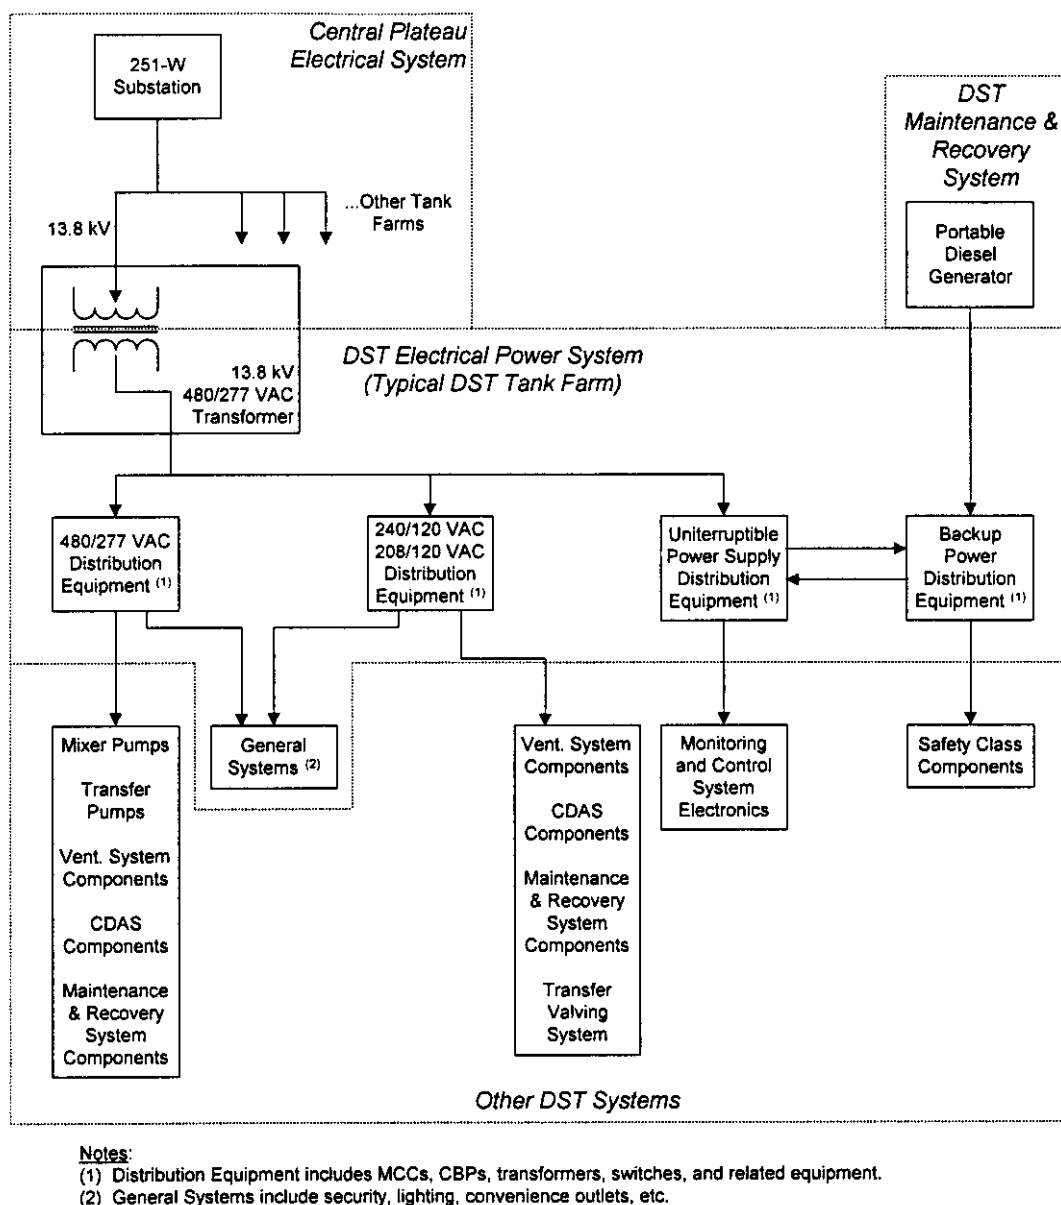 Central Plateau
Electrical System
251-W
Substation
DST
Maintenance &
Recovery
System
...Other Tank
Farms
13.8 kV
Portable
Diesel
Generator
DST Electrical Power System
(Typical DST Tank Farm)
13.8 kV
480/277 VAC
Transformer
480/277 VAC
Distribution
Equipment (1)
240/120 VAC
208/120 VAC
Distribution
Equipment (1)
Uniterruptible
Power Supply
Distribution
Equipment (1)
Backup
Power
Distribution
Equipment (1)
Mixer Pumps
Transfer
Pumps
Vent. System
Components
CDAS
Components
Maintenance
& Recovery
System
Components
General
Systems (2)
Vent. System
Components
CDAS
Components
Maintenance
& Recovery
System
Components
Transfer
Valving
System
Monitoring
and Control
System
Electronics
Safety Class
Components
Other DST Systems
Notes:
(1) Distribution Equipment includes MCCs, CBPs, transformers, switches, and related equipment.
(2) General Systems include security, lighting, convenience outlets, etc.